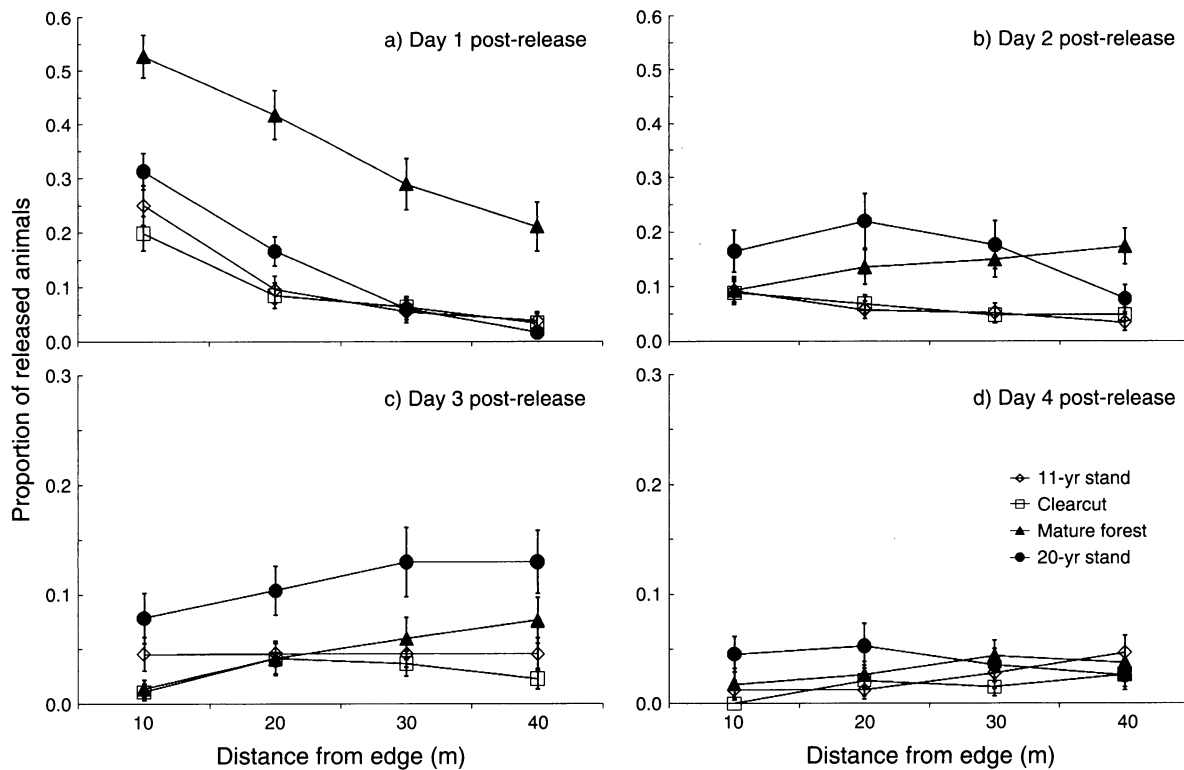 Proportion of released animals
a) Day 1 post-release
0.6
0.5
0.4
0.3
0.2
0.1
0.0
b) Day 2 post-release
0.6
0.5
0.4
0.3
0.2
0.1
0.0
c) Day 3 post-release
0.3
0.2
0.1
0.0
10 20 30 40
Distance from edge (m)
d) Day 4 post-release
0.3
0.2
0.1
0.0
11-yr stand
Clearcut
Mature forest
20-yr stand
10 20 30 40
Distance from edge (m)